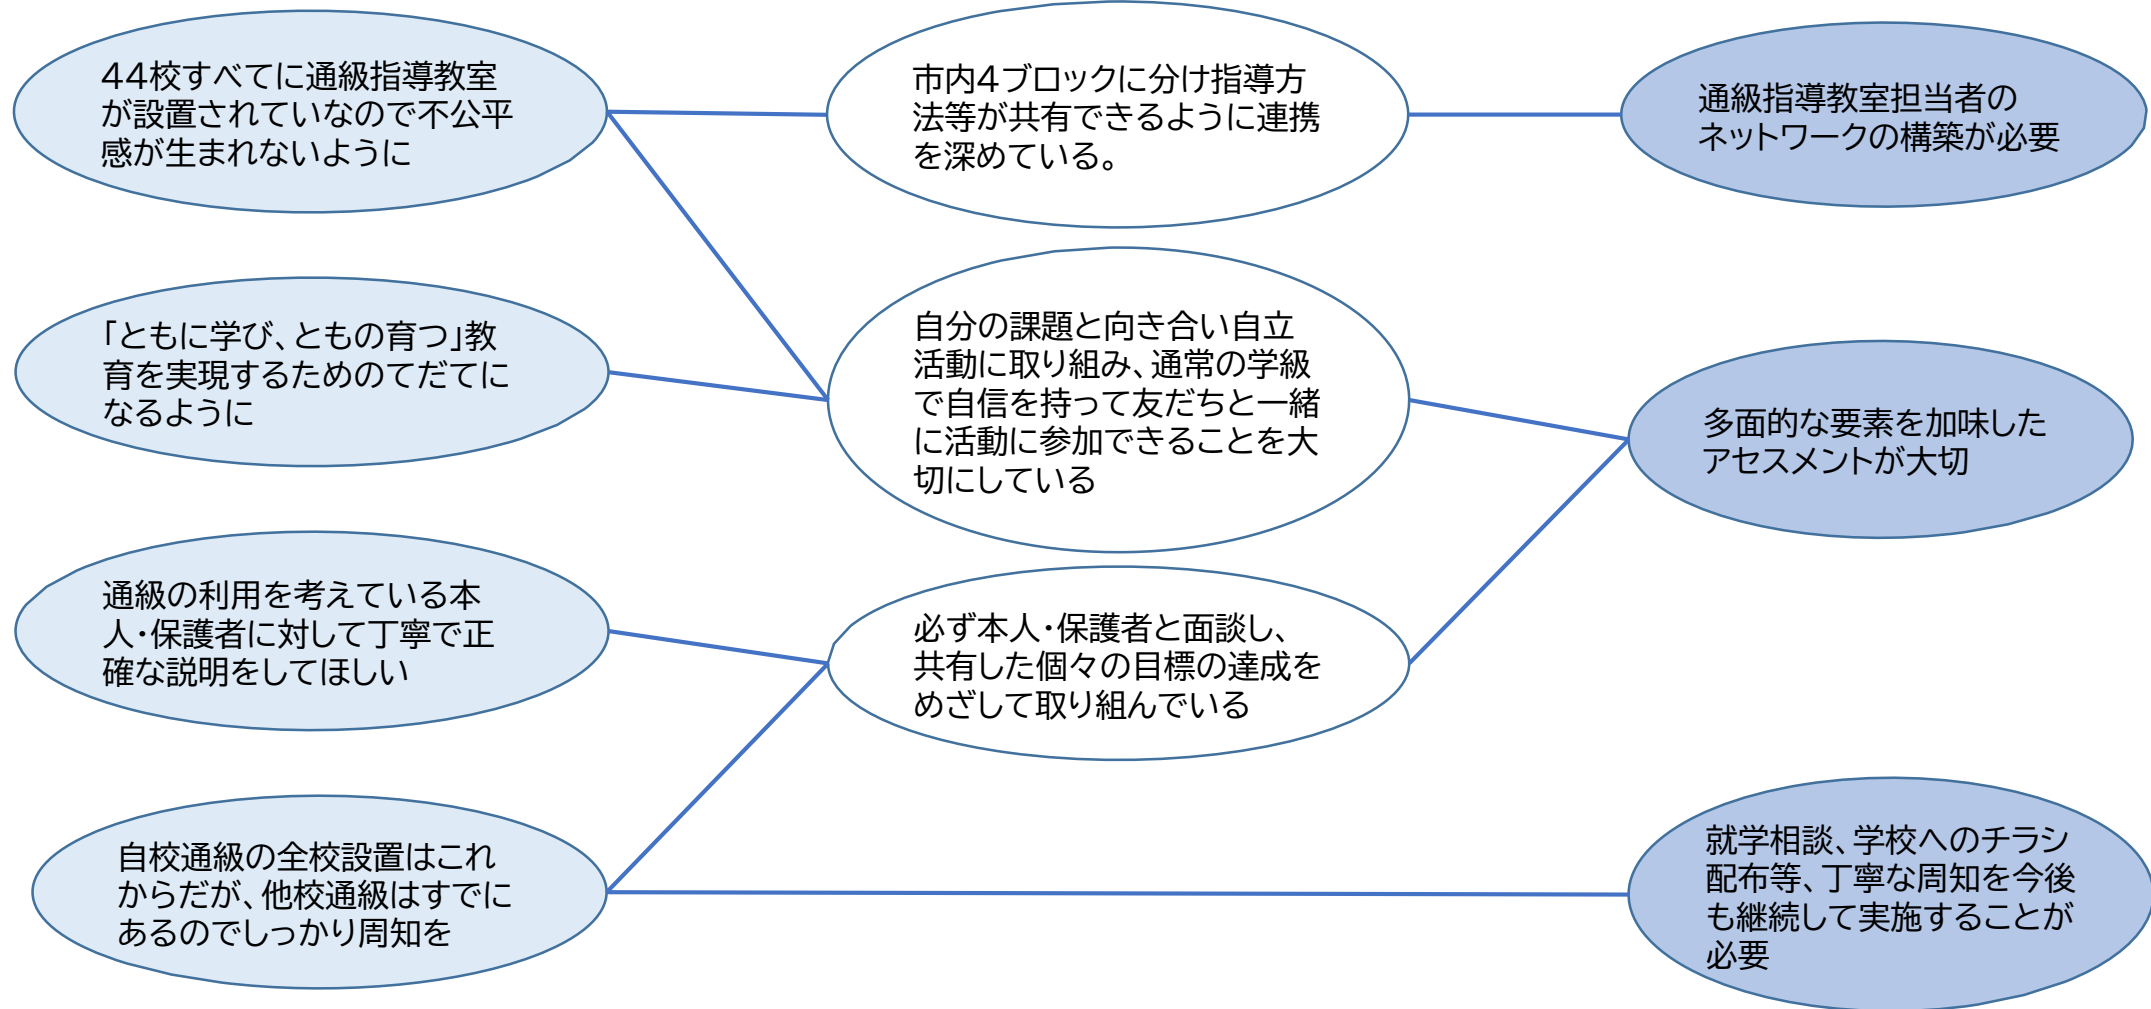 44校すべてに通級指導教室
が設置されていなので不公平
感が生まれないように
市内4ブロックに分け指導方
法等が共有できるように連携
を深めている。
通級指導教室担当者の
ネットワークの構築が必要
「ともに学び、ともの育つ」教
育を実現するためのてだてに
なるように
自分の課題と向き合い自立
活動に取り組み、通常の学級
で自信を持って友だちと一緒
に活動に参加できることを大
切にしている
多面的な要素を加味した
アセスメントが大切
通級の利用を考えている本
人・保護者に対して丁寧で正
確な説明をしてほしい
必ず本人・保護者と面談し、
共有した個々の目標の達成を
めざして取り組んでいる
自校通級の全校設置はこれ
からだが、他校通級はすでに
あるのでしっかり周知を
就学相談、学校へのチラシ
配布等、丁寧な周知を今後
も継続して実施することが
必要